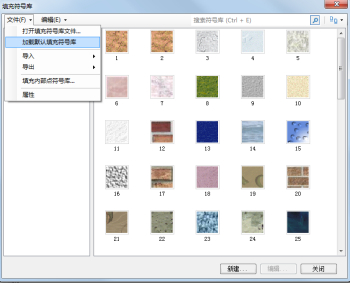 填充符号库
文件(F) 编辑(E) 搜索符号库 (Ctrl + E)
打开填充符号库文件...
加载默认填充符号库
导入
导出
填充内部点符号库...
属性
1 2 3 4 5
6 7 8 9 10
11 12 13 14 15
16 17 18 19 20
21 22 23 24 25
新建... 编辑... 关闭